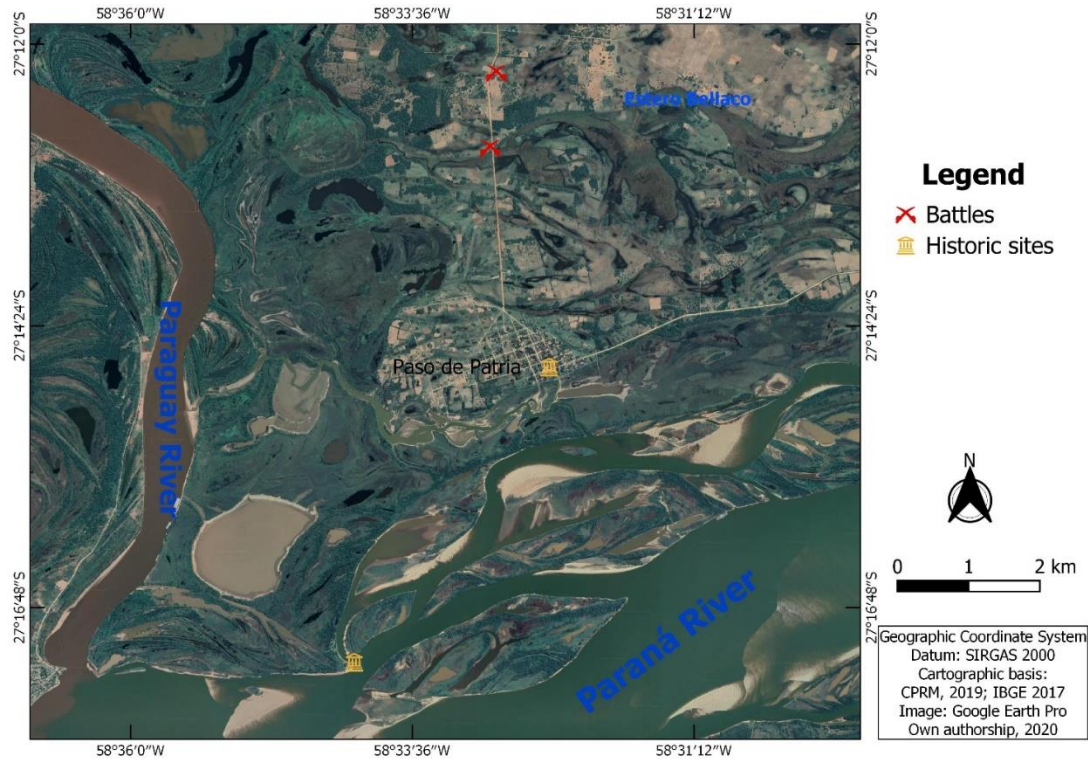 58°36'0"W 58°33'36"W 58°31'12"W
27°12'0"S
27°12'0"S
Estero Bellaco
Legend
Battles
Historic sites
27°14'24"S
27°14'24"S
Paraguay River
Paso de Patria
N
0 1 2 km
27°16'48"S
27°16'48"S
Paraná River
Geographic Coordinate System
Datum: SIRGAS 2000
Cartographic basis:
CPRM, 2019; IBGE 2017
Image: Google Earth Pro
Own authorship, 2020
58°36'0"W 58°33'36"W 58°31'12"W